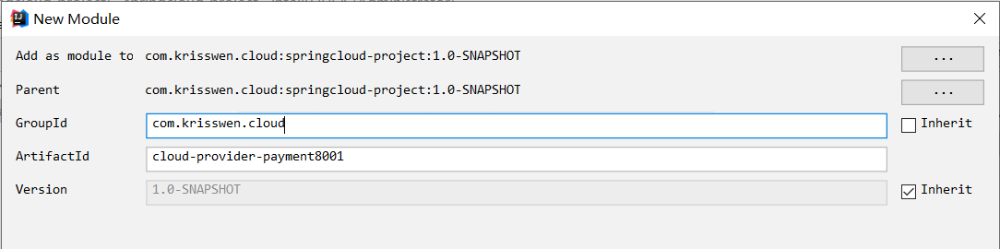 New Module
Add as module to com.krisswen.cloud:springcloud-project:1.0-SNAPSHOT ...
Parent com.krisswen.cloud:springcloud-project:1.0-SNAPSHOT ...
GroupId com.krisswen.cloud Inherit
ArtifactId cloud-provider-payment8001
Version 1.0-SNAPSHOT Inherit